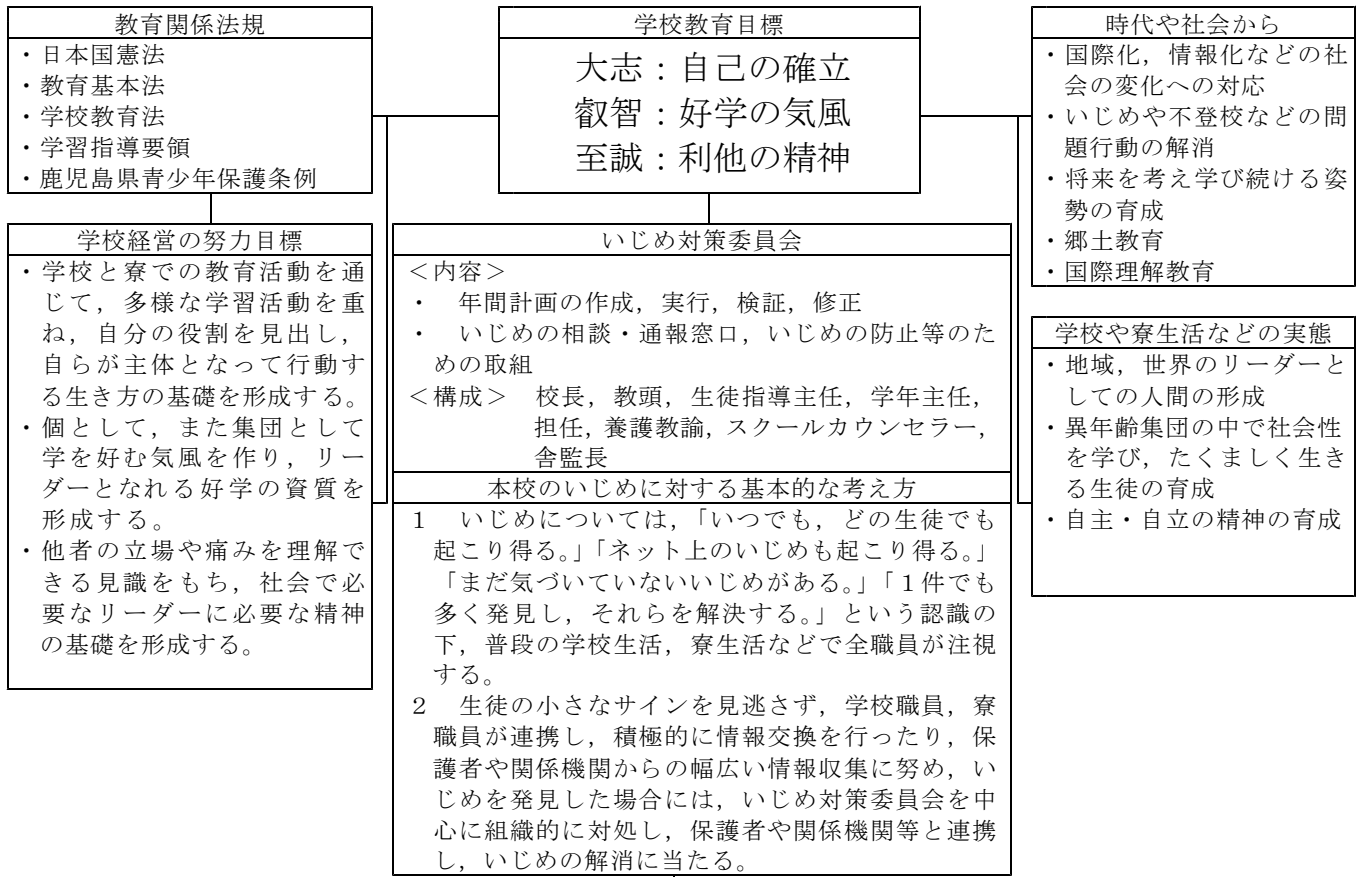 教育関係法規
・日本国憲法
・教育基本法
・学校教育法
・学習指導要領
・鹿児島県青少年保護条例
学校教育目標
大志：自己の確立
叡智：好学の気風
至誠：利他の精神
時代や社会から
・国際化，情報化などの社
会の変化への対応
・いじめや不登校などの問
題行動の解消
・将来を考え学び続ける姿
勢の育成
・郷土教育
・国際理解教育
学校経営の努力目標
・学校と寮での教育活動を通
じて，多様な学習活動を重
ね，自分の役割を見出し，
自らが主体となって行動す
る生き方の基礎を形成する。
・個として，また集団として
学を好む気風を作り，リー
ダーとなれる好学の資質を
形成する。
・他者の立場や痛みを理解で
きる見識をもち，社会で必
要なリーダーに必要な精神
の基礎を形成する。
いじめ対策委員会
＜内容＞
・　年間計画の作成，実行，検証，修正
・　いじめの相談・通報窓口，いじめの防止等のた
めの取組
＜構成＞　校長，教頭，生徒指導主任，学年主任，
担任，養護教諭，スクールカウンセラー，
舎監長
本校のいじめに対する基本的な考え方
１　いじめについては，「いつでも，どの生徒でも
起こり得る。」「ネット上のいじめも起こり得る。」
「まだ気づいていないいじめがある。」「１件でも
多く発見し，それらを解決する。」という認識の
下，普段の学校生活，寮生活などで全職員が注視
する。
２　生徒の小さなサインを見逃さず，学校職員，寮
職員が連携し，積極的に情報交換を行ったり，保
護者や関係機関からの幅広い情報収集に努め，い
じめを発見した場合には，いじめ対策委員会を中
心に組織的に対処し，保護者や関係機関等と連携
し，いじめの解消に当たる。
学校や寮生活などの実態
・地域，世界のリーダーと
しての人間の形成
・異年齢集団の中で社会性
を学び，たくましく生き
る生徒の育成
・自主・自立の精神の育成